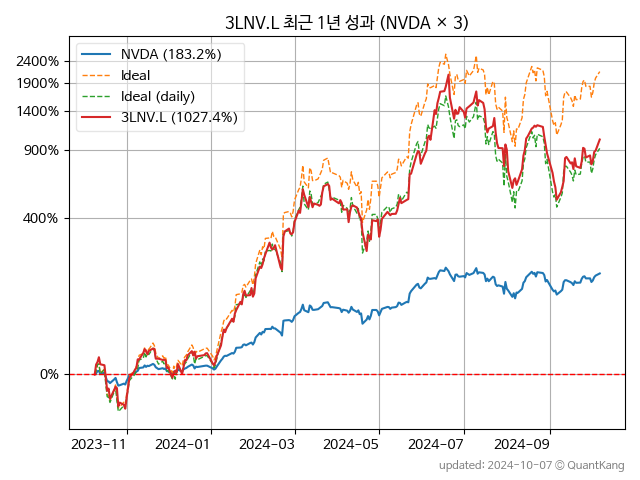 3LNV.L 최근 1년 성과 (NVDA × 3)
NVDA (183.2%)
Ideal
Ideal (daily)
3LNV.L (1027.4%)
2400%
1900%
1400%
900%
400%
0%
2023-11
2024-01
2024-03
2024-05
2024-07
2024-09
updated: 2024-10-07 © QuantKang